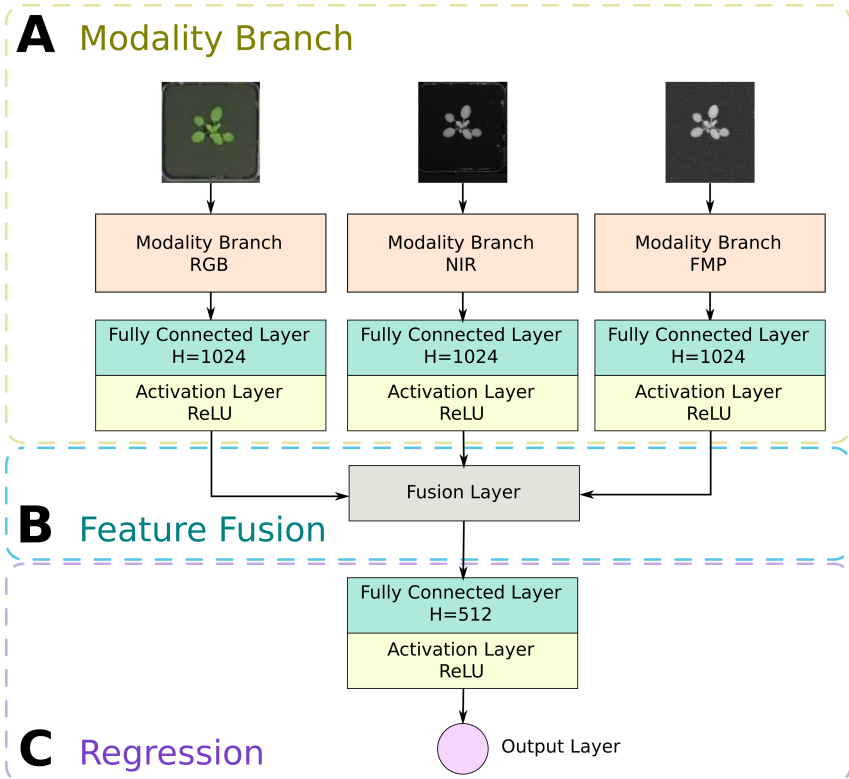 A Modality Branch
Modality Branch
RGB
Modality Branch
NIR
Modality Branch
FMP
Fully Connected Layer
H=1024
Fully Connected Layer
H=1024
Fully Connected Layer
H=1024
Activation Layer
ReLU
Activation Layer
ReLU
Activation Layer
ReLU
Fusion Layer
B Feature Fusion
Fully Connected Layer
H=512
Activation Layer
ReLU
Output Layer
C Regression